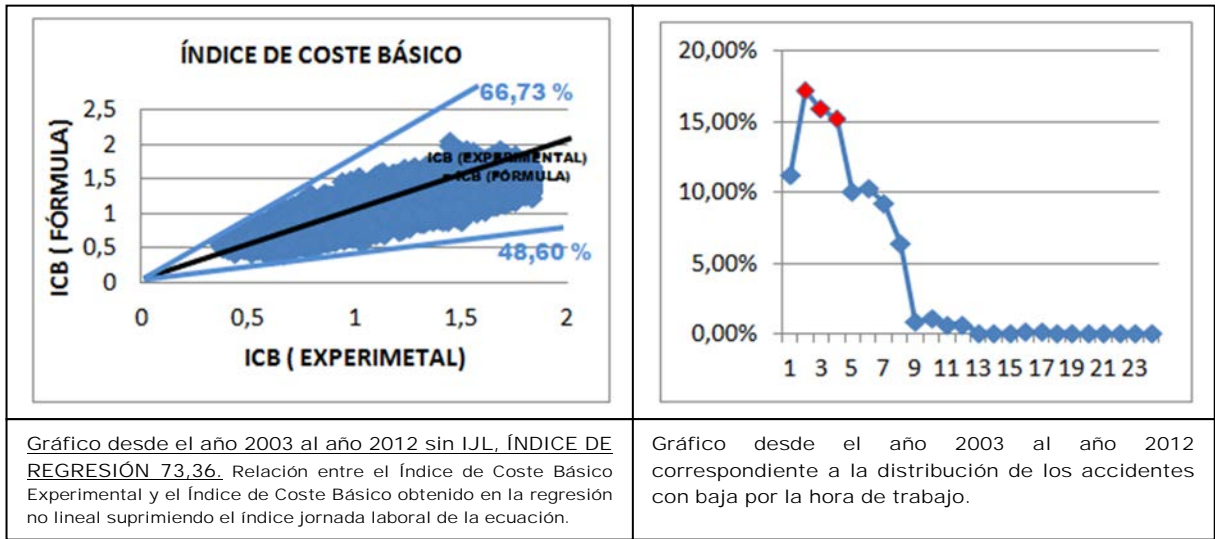 ÍNDICE DE COSTE BÁSICO
66,73 %
2,5
2
1,5
1
0,5
0
ICB ( FÓRMULA)
ICB (EXPERIMENTAL)
= ICB (FÓRMULA)
48,60 %
0
0,5
1
1,5
2
ICB ( EXPERIMETAL)
20,00%
15,00%
10,00%
5,00%
0,00%
1 3 5 7 9 11 13 15 17 19 21 23
Gráfico desde el año 2003 al año 2012 sin IJL, ÍNDICE DE
REGRESIÓN 73,36. Relación entre el Índice de Coste Básico
Experimental y el Índice de Coste Básico obtenido en la regresión
no lineal suprimiendo el índice jornada laboral de la ecuación.
Gráfico desde el año 2003 al año 2012
correspondiente a la distribución de los accidentes
con baja por la hora de trabajo.